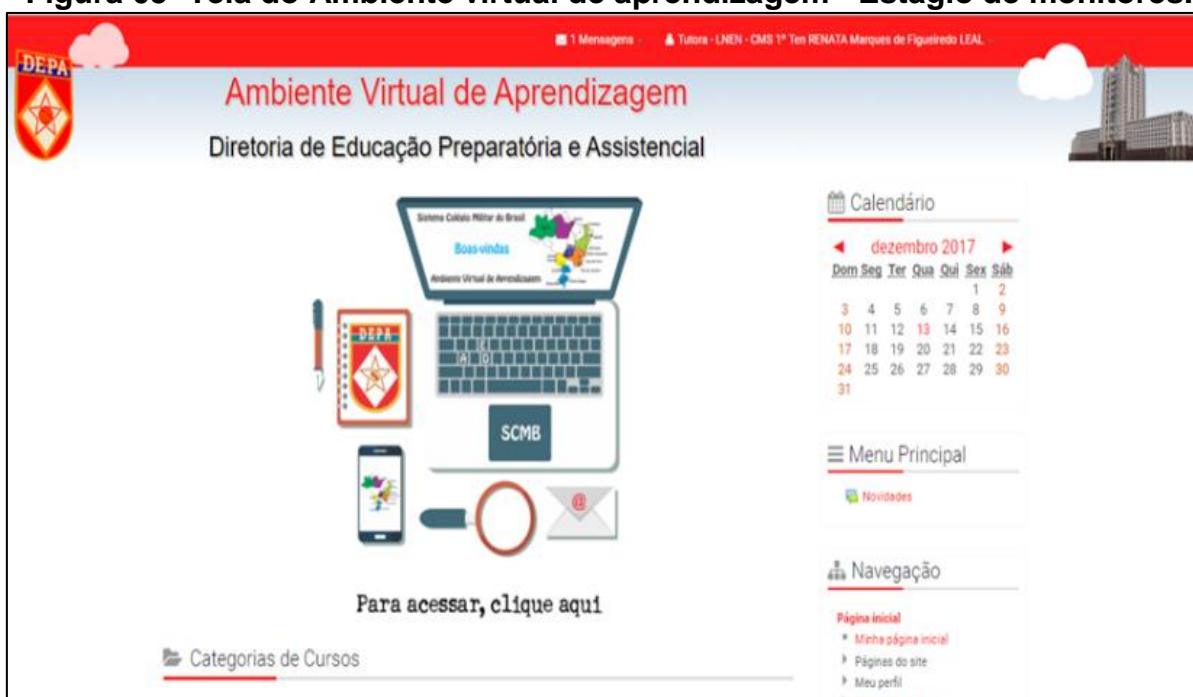 Figura 03- Tela do Ambiente virtual de aprendizagem - Estágio de monitores.
1 Mensagens
Tutora - LNEN - CMS 1º Ten RENATA Marques de Figueiredo LEAL
DEPA
Ambiente Virtual de Aprendizagem
Diretoria de Educação Preparatória e Assistencial
Sistema Colégio Militar do Brasil
Boas-vindas
Ambiente Virtual de Aprendizagem
DEPA
E
A D
SCMB
@
Para acessar, clique aqui
Categorias de Cursos
Calendário
dezembro 2017
Dom Seg Ter Qua Qui Sex Sáb
1 2
3 4 5 6 7 8 9
10 11 12 13 14 15 16
17 18 19 20 21 22 23
24 25 26 27 28 29 30
31
Menu Principal
Novidades
Navegação
Página inicial
Minha página inicial
Páginas do site
Meu perfil